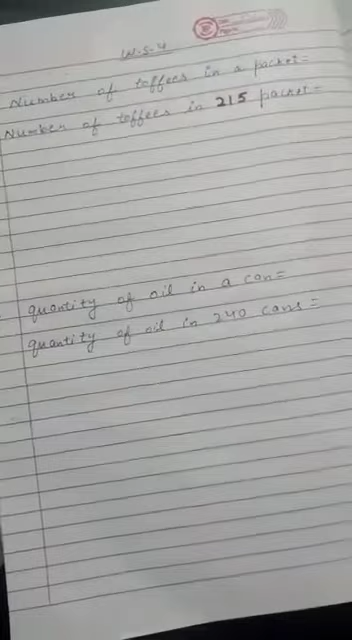 W.S-4
Number of toffees in a packet=
Number of toffees in 215 packet=
quantity of oil in a can=
quantity of oil in 240 cans=